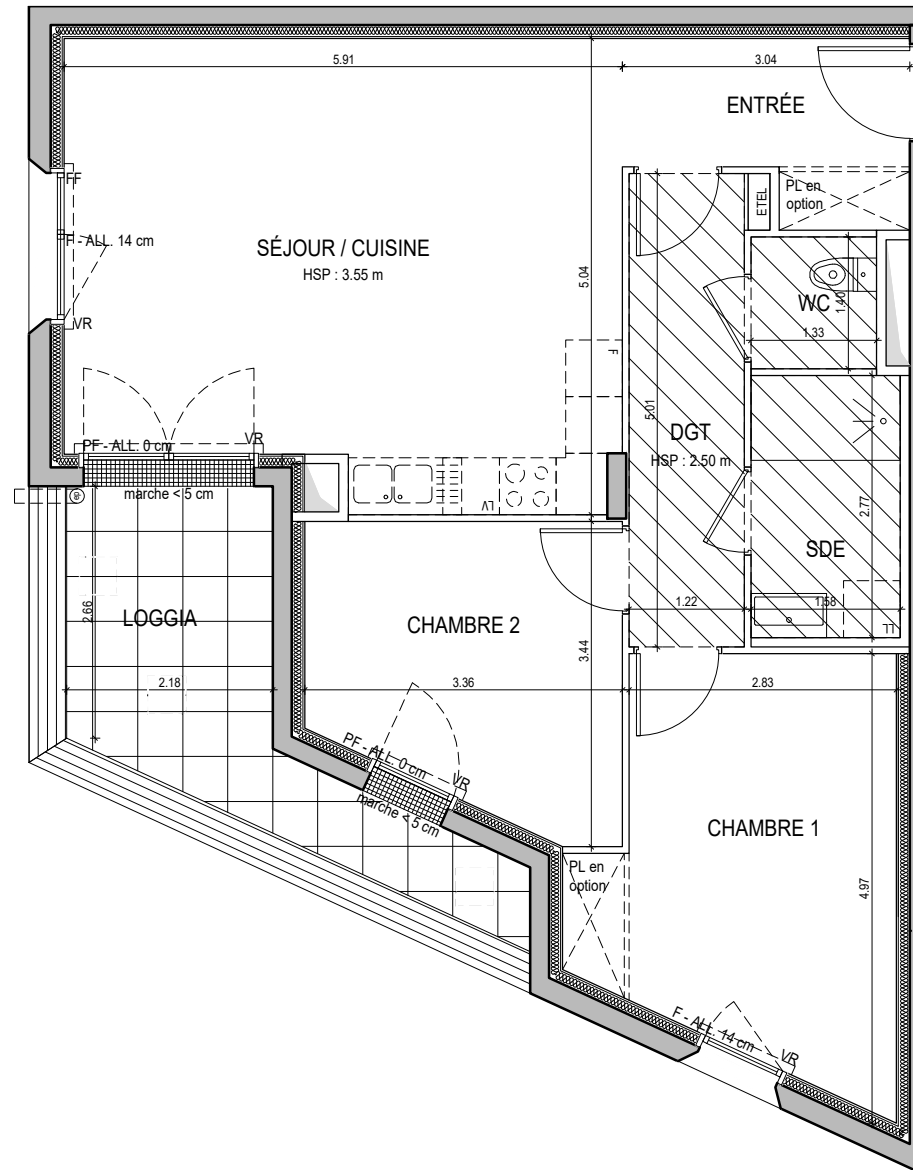 5.91
3.04
ENTRÉE
FF
PL en
option
ETEL
F - ALL. 14 cm
SÉJOUR / CUISINE
HSP : 3.55 m
5.04
WC
1.40
1.33
VR
F
5.01
DGT
HSP : 2.50 m
PF - ALL. 0 cm
VR
marche < 5 cm
LV
2.77
SDE
2.66
LOGGIA
CHAMBRE 2
1.22
1.58
LL
3.44
2.18
3.36
2.83
PF - ALL. 0 cm
VR
marche < 5 cm
CHAMBRE 1
PL en
option
4.97
F - ALL. 14 cm
VR